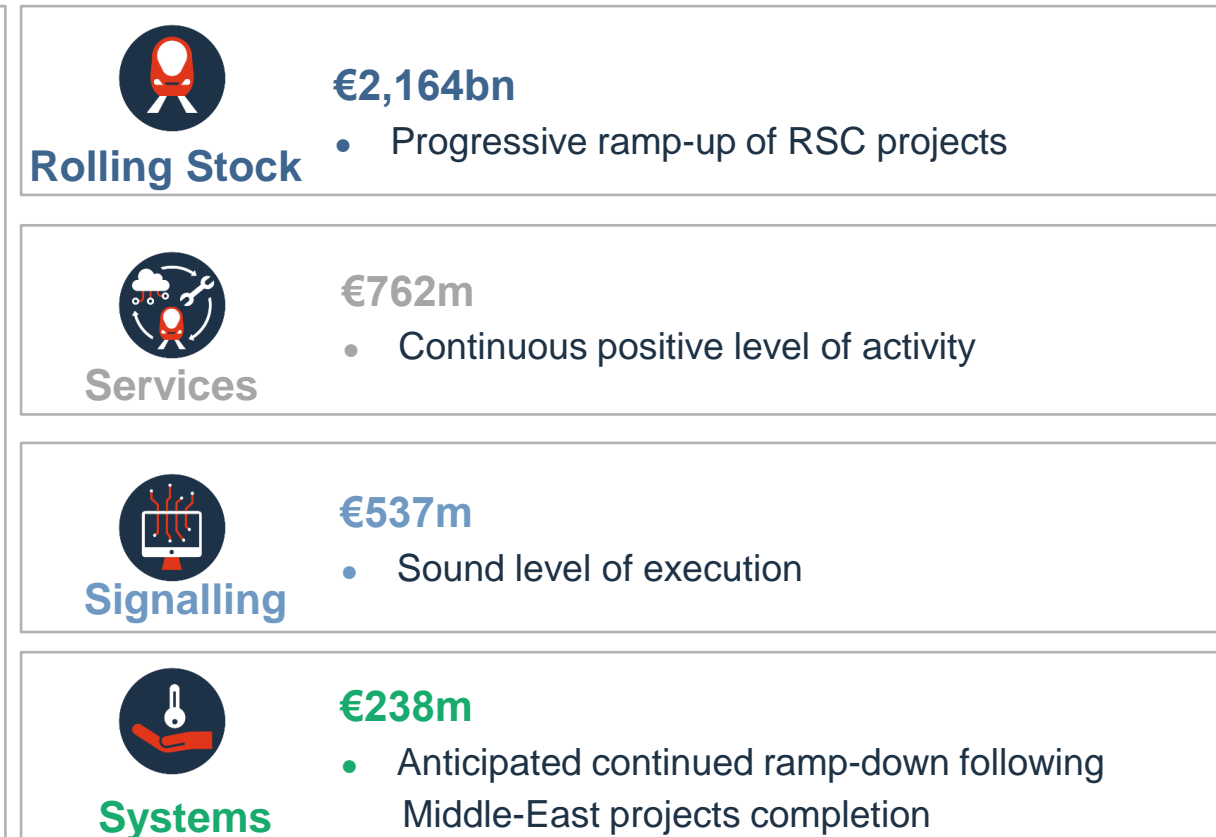 €2,164bn
• Progressive ramp-up of RSC projects
Rolling Stock
€762m
• Continuous positive level of activity
Services
€537m
• Sound level of execution
Signalling
€238m
• Anticipated continued ramp-down following
Middle-East projects completion
Systems